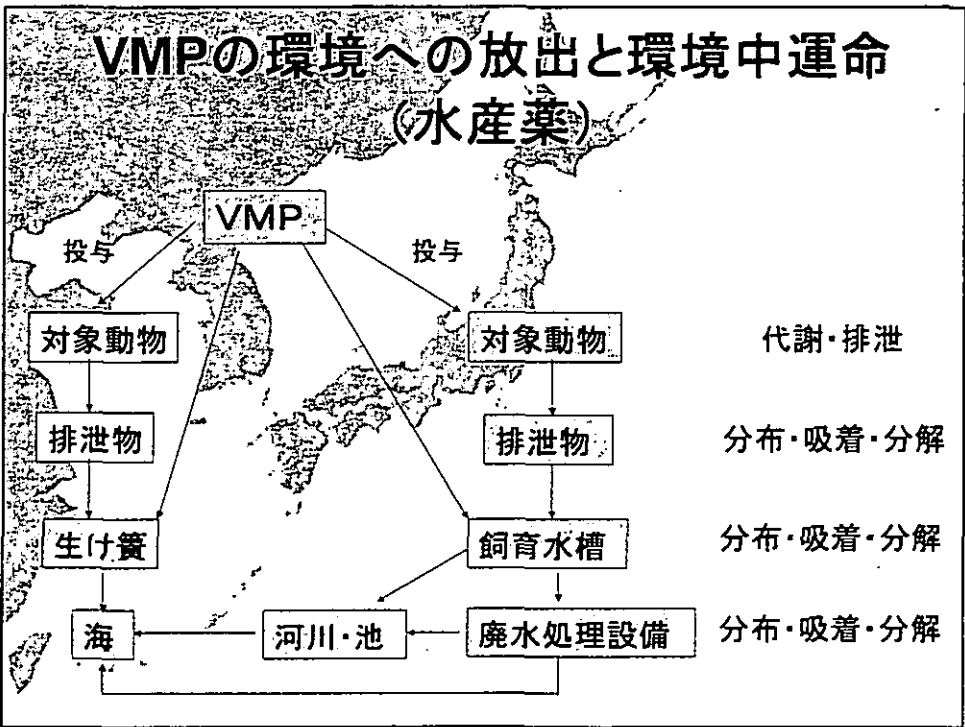 VMPの環境への放出と環境中運命
(水産薬)
VMP
投与
投与
対象動物
対象動物
代謝・排泄
排泄物
排泄物
分布・吸着・分解
生け簀
飼育水槽
分布・吸着・分解
海
河川・池
廃水処理設備
分布・吸着・分解